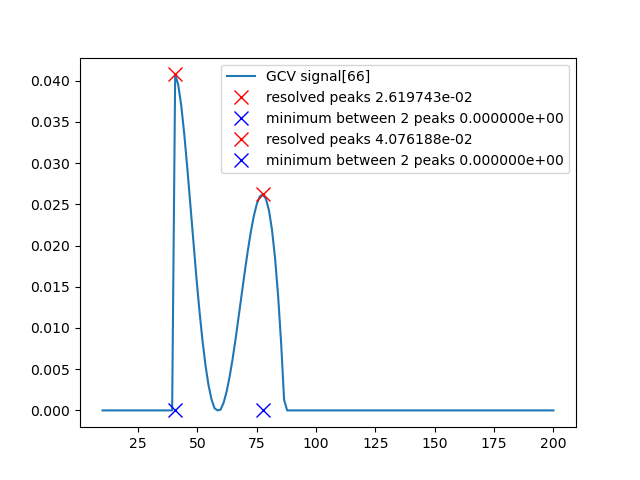 GCV signal[66]
resolved peaks 2.619743e-02
minimum between 2 peaks 0.000000e+00
resolved peaks 4.076188e-02
minimum between 2 peaks 0.000000e+00
0.040
0.035
0.030
0.025
0.020
0.015
0.010
0.005
0.000
25 50 75 100 125 150 175 200